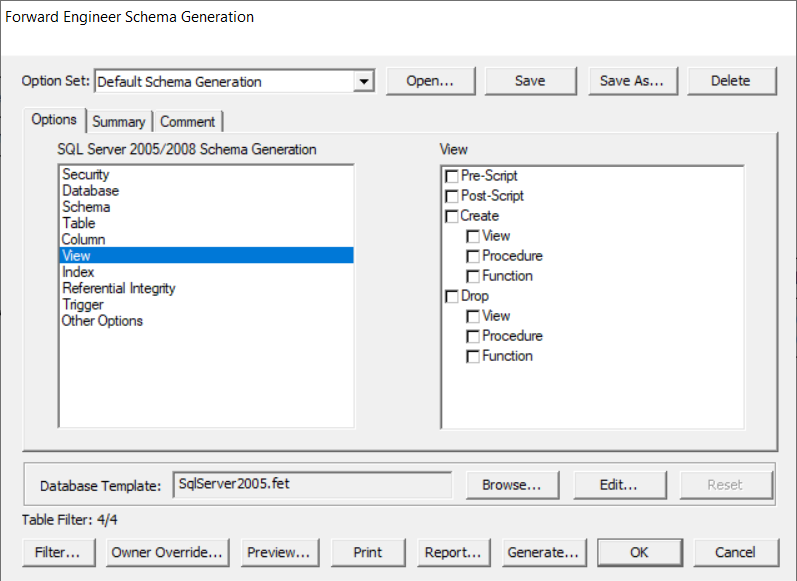 Forward Engineer Schema Generation
Option Set: Default Schema Generation Open... Save Save As... Delete
Options Summary Comment
SQL Server 2005/2008 Schema Generation
Security
Database
Schema
Table
Column
View
Index
Referential Integrity
Trigger
Other Options
View
Pre-Script
Post-Script
Create
View
Procedure
Function
Drop
View
Procedure
Function
Database Template: SqlServer2005.fet Browse... Edit... Reset
Table Filter: 4/4
Filter... Owner Override... Preview... Print Report... Generate... OK Cancel